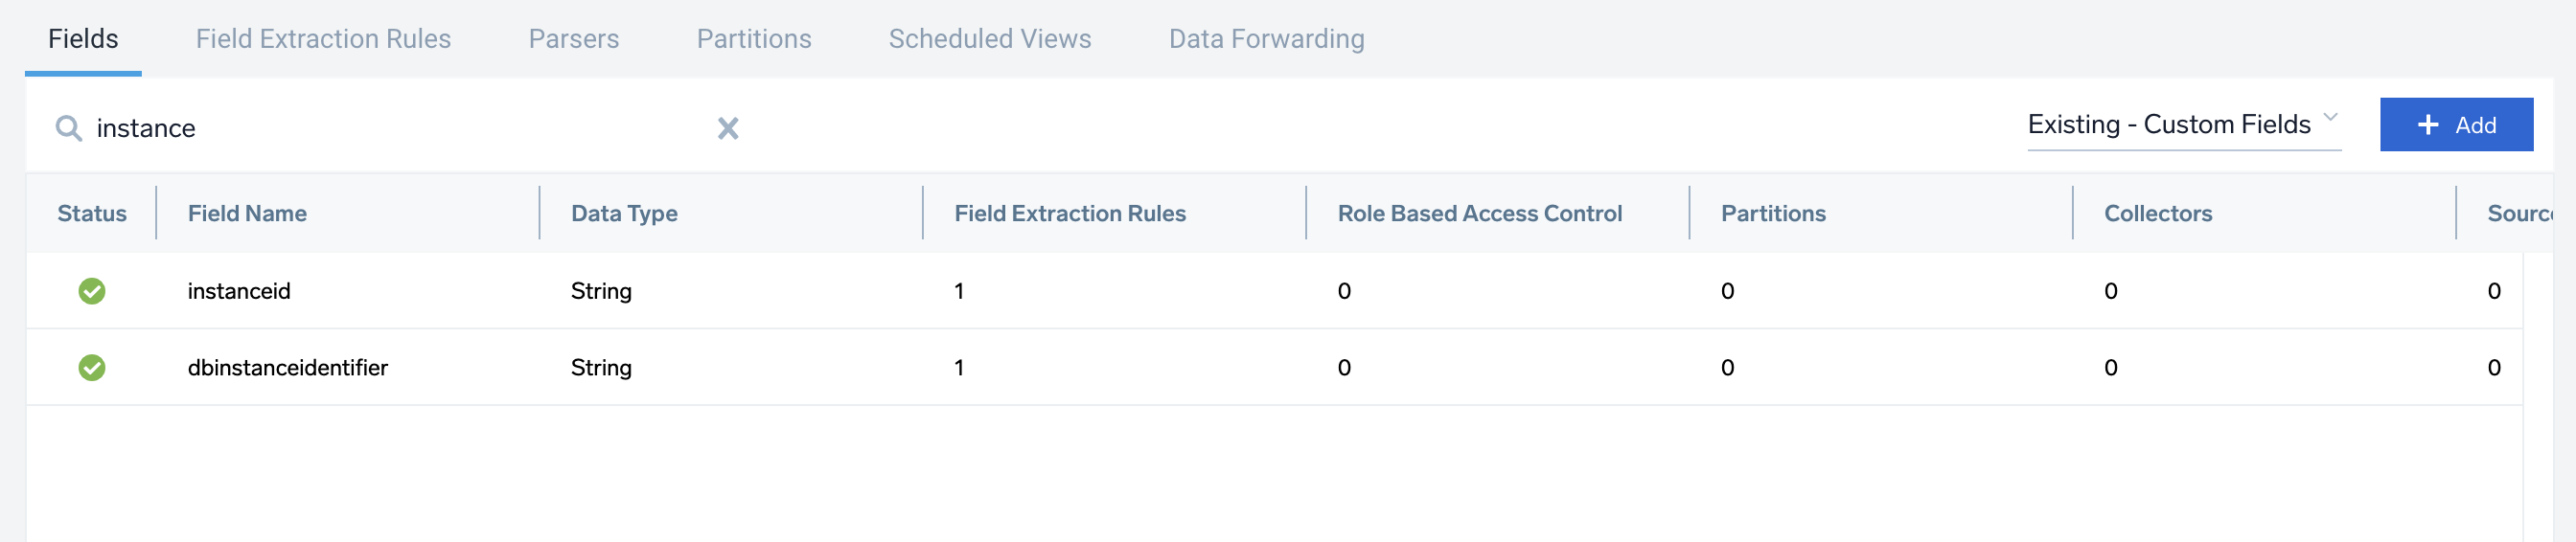 Fields Field Extraction Rules Parsers Partitions Scheduled Views Data Forwarding
instance Existing - Custom Fields + Add
Status Field Name Data Type Field Extraction Rules Role Based Access Control Partitions Collectors Sourc
instanceid String 1 0 0 0 0
dbinstanceidentifier String 1 0 0 0 0